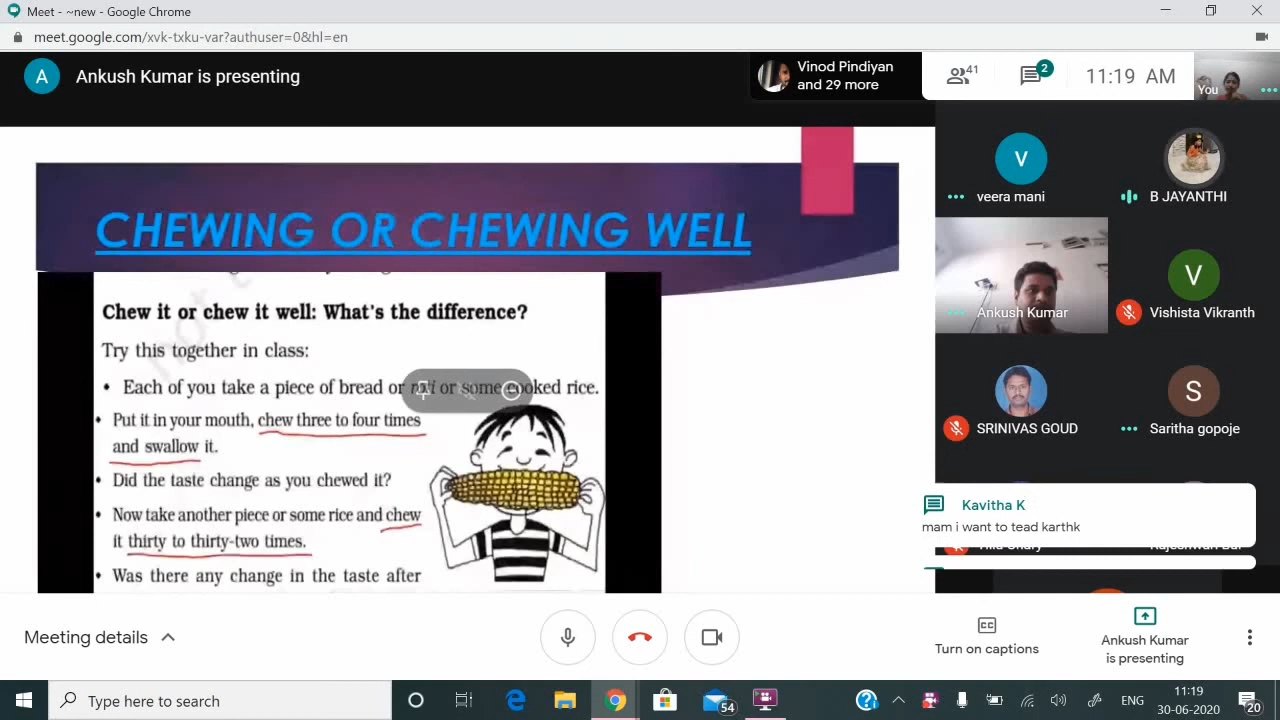 Meet - ~new - Google Chrome
meet.google.com/xvk-txku-var?authuser=0&hl=en
A
Ankush Kumar is presenting
Vinod Pindiyan
and 29 more
41
2
11:19 AM
You
CHEWING OR CHEWING WELL
Chew it or chew it well: What's the difference?
Try this together in class:
• Each of you take a piece of bread or roti or some cooked rice.
• Put it in your mouth, chew three to four times
and swallow it.
• Did the taste change as you chewed it?
• Now take another piece or some rice and chew
it thirty to thirty-two times.
• Was there any change in the taste after
V
veera mani
B JAYANTHI
Ankush Kumar
V
Vishista Vikranth
SRINIVAS GOUD
S
Saritha gopoje
Kavitha K
mam i want to tead karthk
Meeting details
Turn on captions
Ankush Kumar
is presenting
Type here to search
54
ENG
11:19
30-06-2020
20